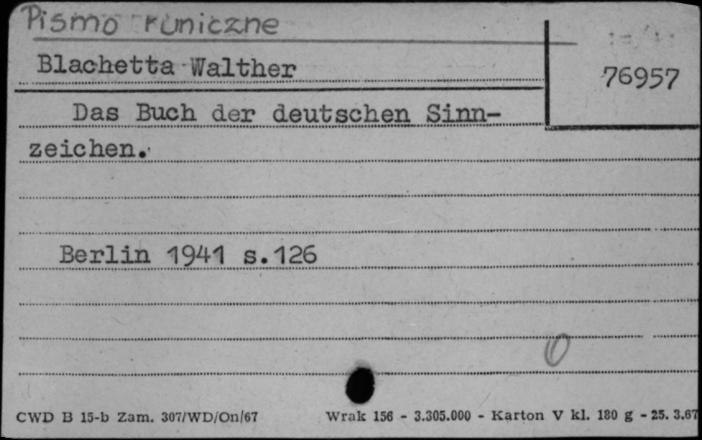 Pismo runiczne
Blachetta Walther
76957
Das Buch der deutschen Sinn-
zeichen.
Berlin 1941 s.126
CWD B 15-b Zam. 307/WD/On/67 Wrak 156 - 3.305.000 - Karton V kl. 180 g - 25. 3.67